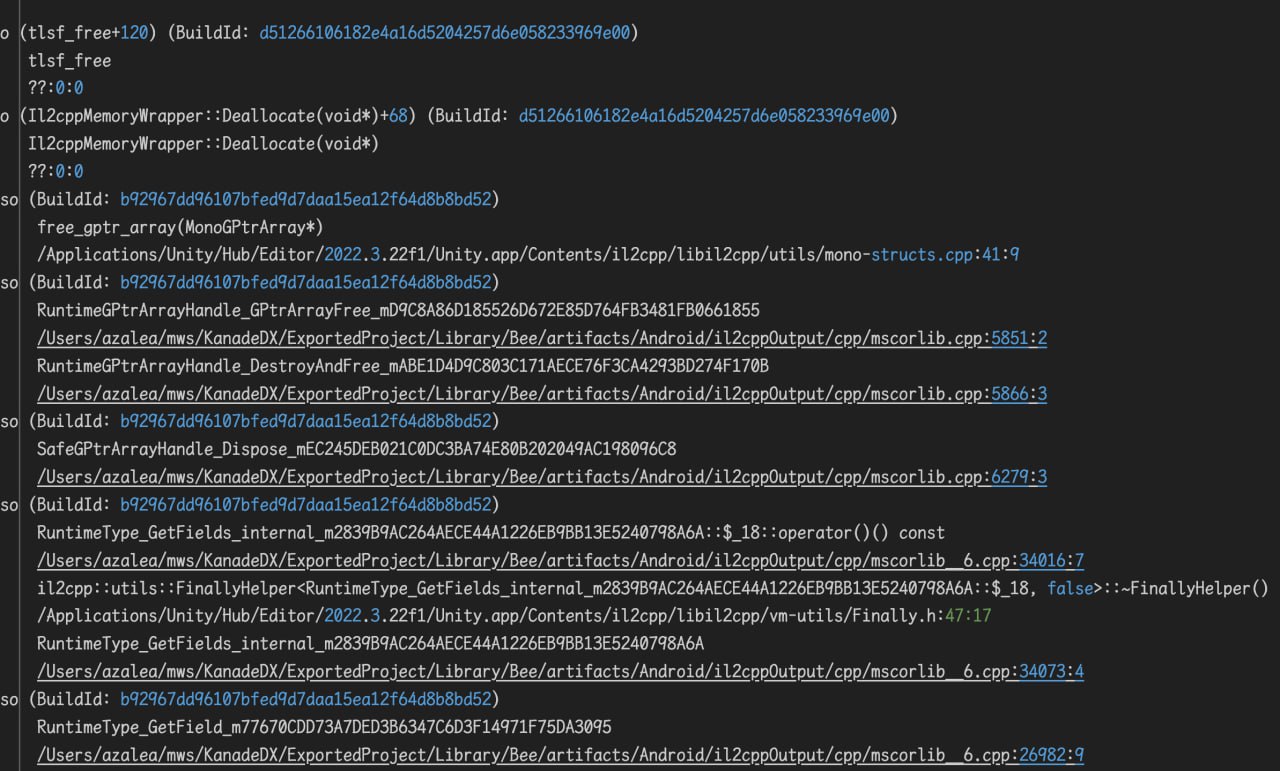 o (tlsf_free+120) (BuildId: d51266106182e4a16d5204257d6e058233969e00)
tlsf_free
??:0:0
o (Il2cppMemoryWrapper::Deallocate(void*)+68) (BuildId: d51266106182e4a16d5204257d6e058233969e00)
Il2cppMemoryWrapper::Deallocate(void*)
??:0:0
so (BuildId: b92967dd96107bfed9d7daa15ea12f64d8b8bd52)
free_gptr_array(MonoGPtrArray*)
/Applications/Unity/Hub/Editor/2022.3.22f1/Unity.app/Contents/il2cpp/libil2cpp/utils/mono-structs.cpp:41:9
so (BuildId: b92967dd96107bfed9d7daa15ea12f64d8b8bd52)
RuntimeGPtrArrayHandle_GPtrArrayFree_mD9C8A86D185526D672E85D764FB3481FB0661855
/Users/azalea/mws/KanadeDX/ExportedProject/Library/Bee/artifacts/Android/il2cppOutput/cpp/mscorlib.cpp:5851:2
RuntimeGPtrArrayHandle_DestroyAndFree_mABE1D4D9C803C171AECE76F3CA4293BD274F170B
/Users/azalea/mws/KanadeDX/ExportedProject/Library/Bee/artifacts/Android/il2cppOutput/cpp/mscorlib.cpp:5866:3
so (BuildId: b92967dd96107bfed9d7daa15ea12f64d8b8bd52)
SafeGPtrArrayHandle_Dispose_mEC245DEB021C0DC3BA74E80B202049AC198096C8
/Users/azalea/mws/KanadeDX/ExportedProject/Library/Bee/artifacts/Android/il2cppOutput/cpp/mscorlib.cpp:6279:3
so (BuildId: b92967dd96107bfed9d7daa15ea12f64d8b8bd52)
RuntimeType_GetFields_internal_m2839B9AC264AECE44A1226EB9BB13E5240798A6A::$_18::operator()() const
/Users/azalea/mws/KanadeDX/ExportedProject/Library/Bee/artifacts/Android/il2cppOutput/cpp/mscorlib__6.cpp:34016:7
il2cpp::utils::FinallyHelper<RuntimeType_GetFields_internal_m2839B9AC264AECE44A1226EB9BB13E5240798A6A::$_18, false>::~FinallyHelper()
/Applications/Unity/Hub/Editor/2022.3.22f1/Unity.app/Contents/il2cpp/libil2cpp/vm-utils/Finally.h:47:17
RuntimeType_GetFields_internal_m2839B9AC264AECE44A1226EB9BB13E5240798A6A
/Users/azalea/mws/KanadeDX/ExportedProject/Library/Bee/artifacts/Android/il2cppOutput/cpp/mscorlib__6.cpp:34073:4
so (BuildId: b92967dd96107bfed9d7daa15ea12f64d8b8bd52)
RuntimeType_GetField_m77670CDD73A7DED3B6347C6D3F14971F75DA3095
/Users/azalea/mws/KanadeDX/ExportedProject/Library/Bee/artifacts/Android/il2cppOutput/cpp/mscorlib__6.cpp:26982:9